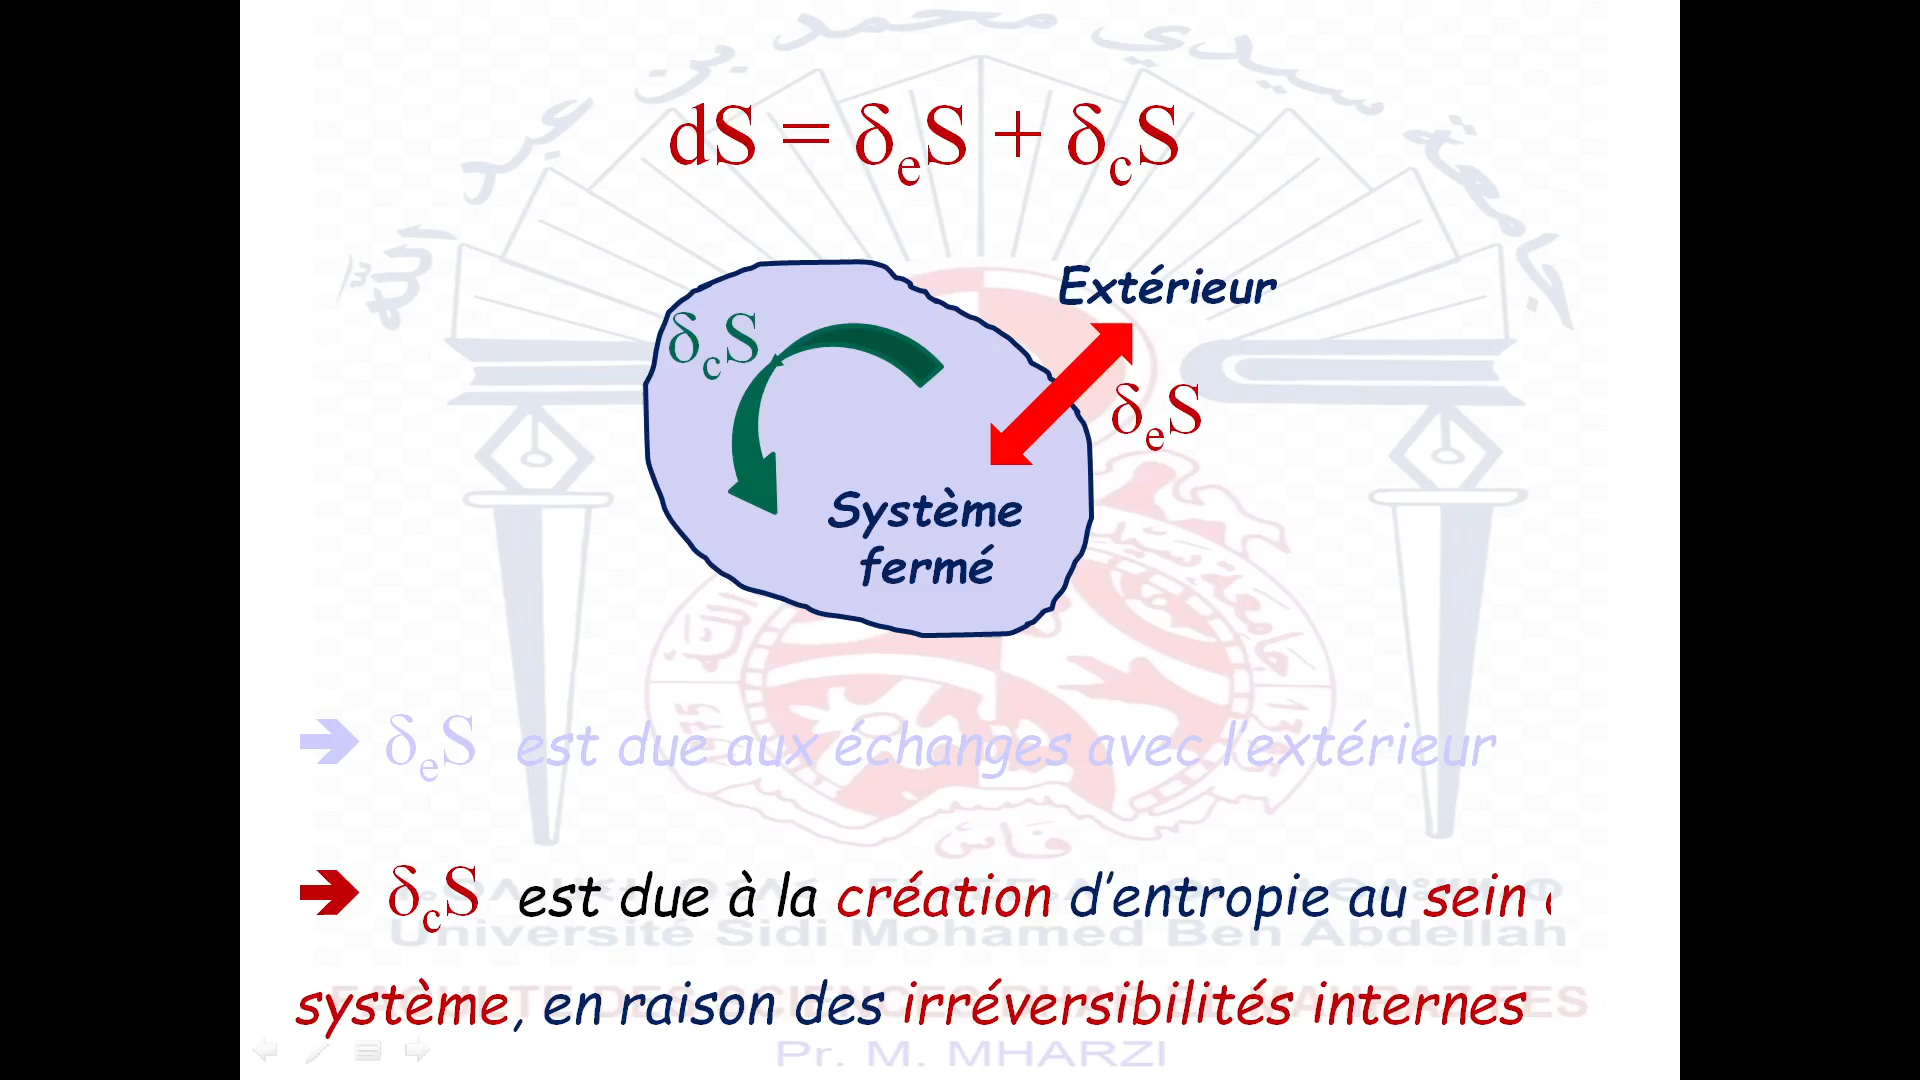 dS = δeS + δcS
Extérieur
δcS
δeS
Système
fermé
➔ δeS est due aux échanges avec l'extérieur
➔ δcS est due à la création d'entropie au sein
Université Sidi Mohamed Ben Abdellah
système, en raison des irréversibilités internes
Pr. M. MHARZI